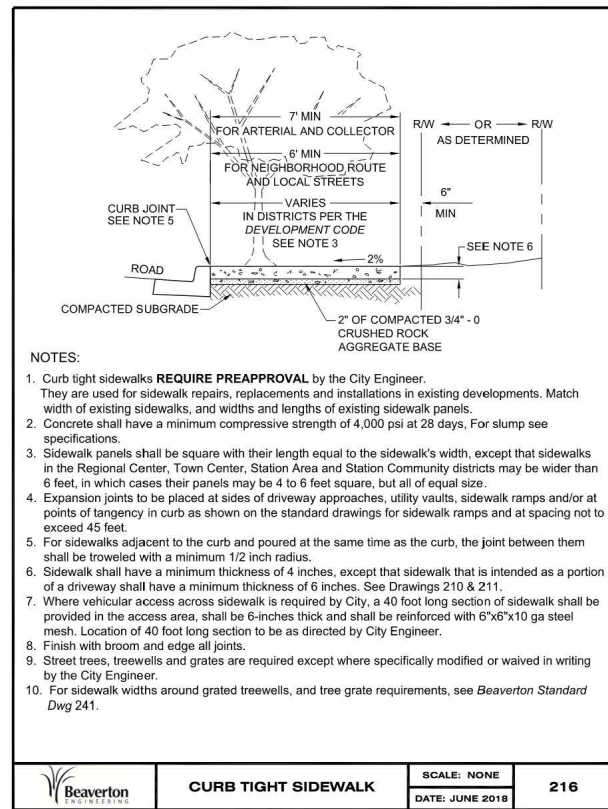 7' MIN
FOR ARTERIAL AND COLLECTOR
6' MIN
FOR NEIGHBORHOOD ROUTE
AND LOCAL STREETS
VARIES
IN DISTRICTS PER THE
DEVELOPMENT CODE
SEE NOTE 3
R/W OR R/W
AS DETERMINED
6"
MIN
CURB JOINT
SEE NOTE 5
SEE NOTE 6
2%
ROAD
COMPACTED SUBGRADE
2" OF COMPACTED 3/4" - 0
CRUSHED ROCK
AGGREGATE BASE
NOTES:
1. Curb tight sidewalks REQUIRE PREAPPROVAL by the City Engineer.
They are used for sidewalk repairs, replacements and installations in existing developments. Match
width of existing sidewalks, and widths and lengths of existing sidewalk panels.
2. Concrete shall have a minimum compressive strength of 4,000 psi at 28 days, For slump see
specifications.
3. Sidewalk panels shall be square with their length equal to the sidewalk's width, except that sidewalks
in the Regional Center, Town Center, Station Area and Station Community districts may be wider than
6 feet, in which cases their panels may be 4 to 6 feet square, but all of equal size.
4. Expansion joints to be placed at sides of driveway approaches, utility vaults, sidewalk ramps and/or at
points of tangency in curb as shown on the standard drawings for sidewalk ramps and at spacing not to
exceed 45 feet.
5. For sidewalks adjacent to the curb and poured at the same time as the curb, the joint between them
shall be troweled with a minimum 1/2 inch radius.
6. Sidewalk shall have a minimum thickness of 4 inches, except that sidewalk that is intended as a portion
of a driveway shall have a minimum thickness of 6 inches. See Drawings 210 & 211.
7. Where vehicular access across sidewalk is required by City, a 40 foot long section of sidewalk shall be
provided in the access area, shall be 6-inches thick and shall be reinforced with 6"x6"x10 ga steel
mesh. Location of 40 foot long section to be as directed by City Engineer.
8. Finish with broom and edge all joints.
9. Street trees, treewells and grates are required except where specifically modified or waived in writing
by the City Engineer.
10. For sidewalk widths around grated treewells, and tree grate requirements, see Beaverton Standard
Dwg 241.
Beaverton
ENGINEERING
CURB TIGHT SIDEWALK
SCALE: NONE
DATE: JUNE 2018
216